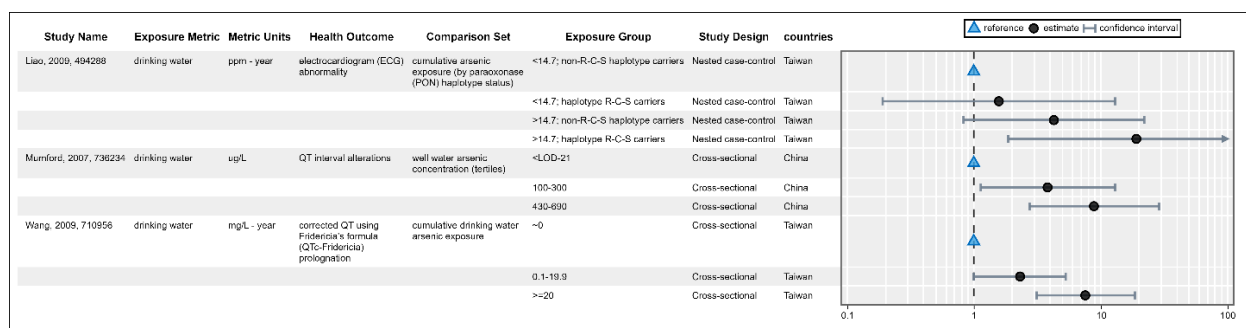 reference estimate confidence interval
Study Name Exposure Metric Metric Units Health Outcome Comparison Set Exposure Group Study Design countries
Liao, 2009, 494288 drinking water ppm - year electrocardiogram (ECG) cumulative arsenic <14.7; non-R-C-S haplotype carriers Nested case-control Taiwan
abnormality exposure (by paraoxonase
(PON) haplotype status)
<14.7; haplotype R-C-S carriers Nested case-control Taiwan
>14.7; non-R-C-S haplotype carriers Nested case-control Taiwan
>14.7; haplotype R-C-S carriers Nested case-control Taiwan
Mumford, 2007, 736234 drinking water ug/L QT interval alterations well water arsenic <LOD-21 Cross-sectional China
concentration (tertiles)
100-300 Cross-sectional China
430-690 Cross-sectional China
Wang, 2009, 710956 drinking water mg/L - year corrected QT using cumulative drinking water ~0 Cross-sectional Taiwan
Fridericia's formula arsenic exposure
(QTc-Fridericia)
prolognation
0.1-19.9 Cross-sectional Taiwan
>=20 Cross-sectional Taiwan
0.1 1 10 100